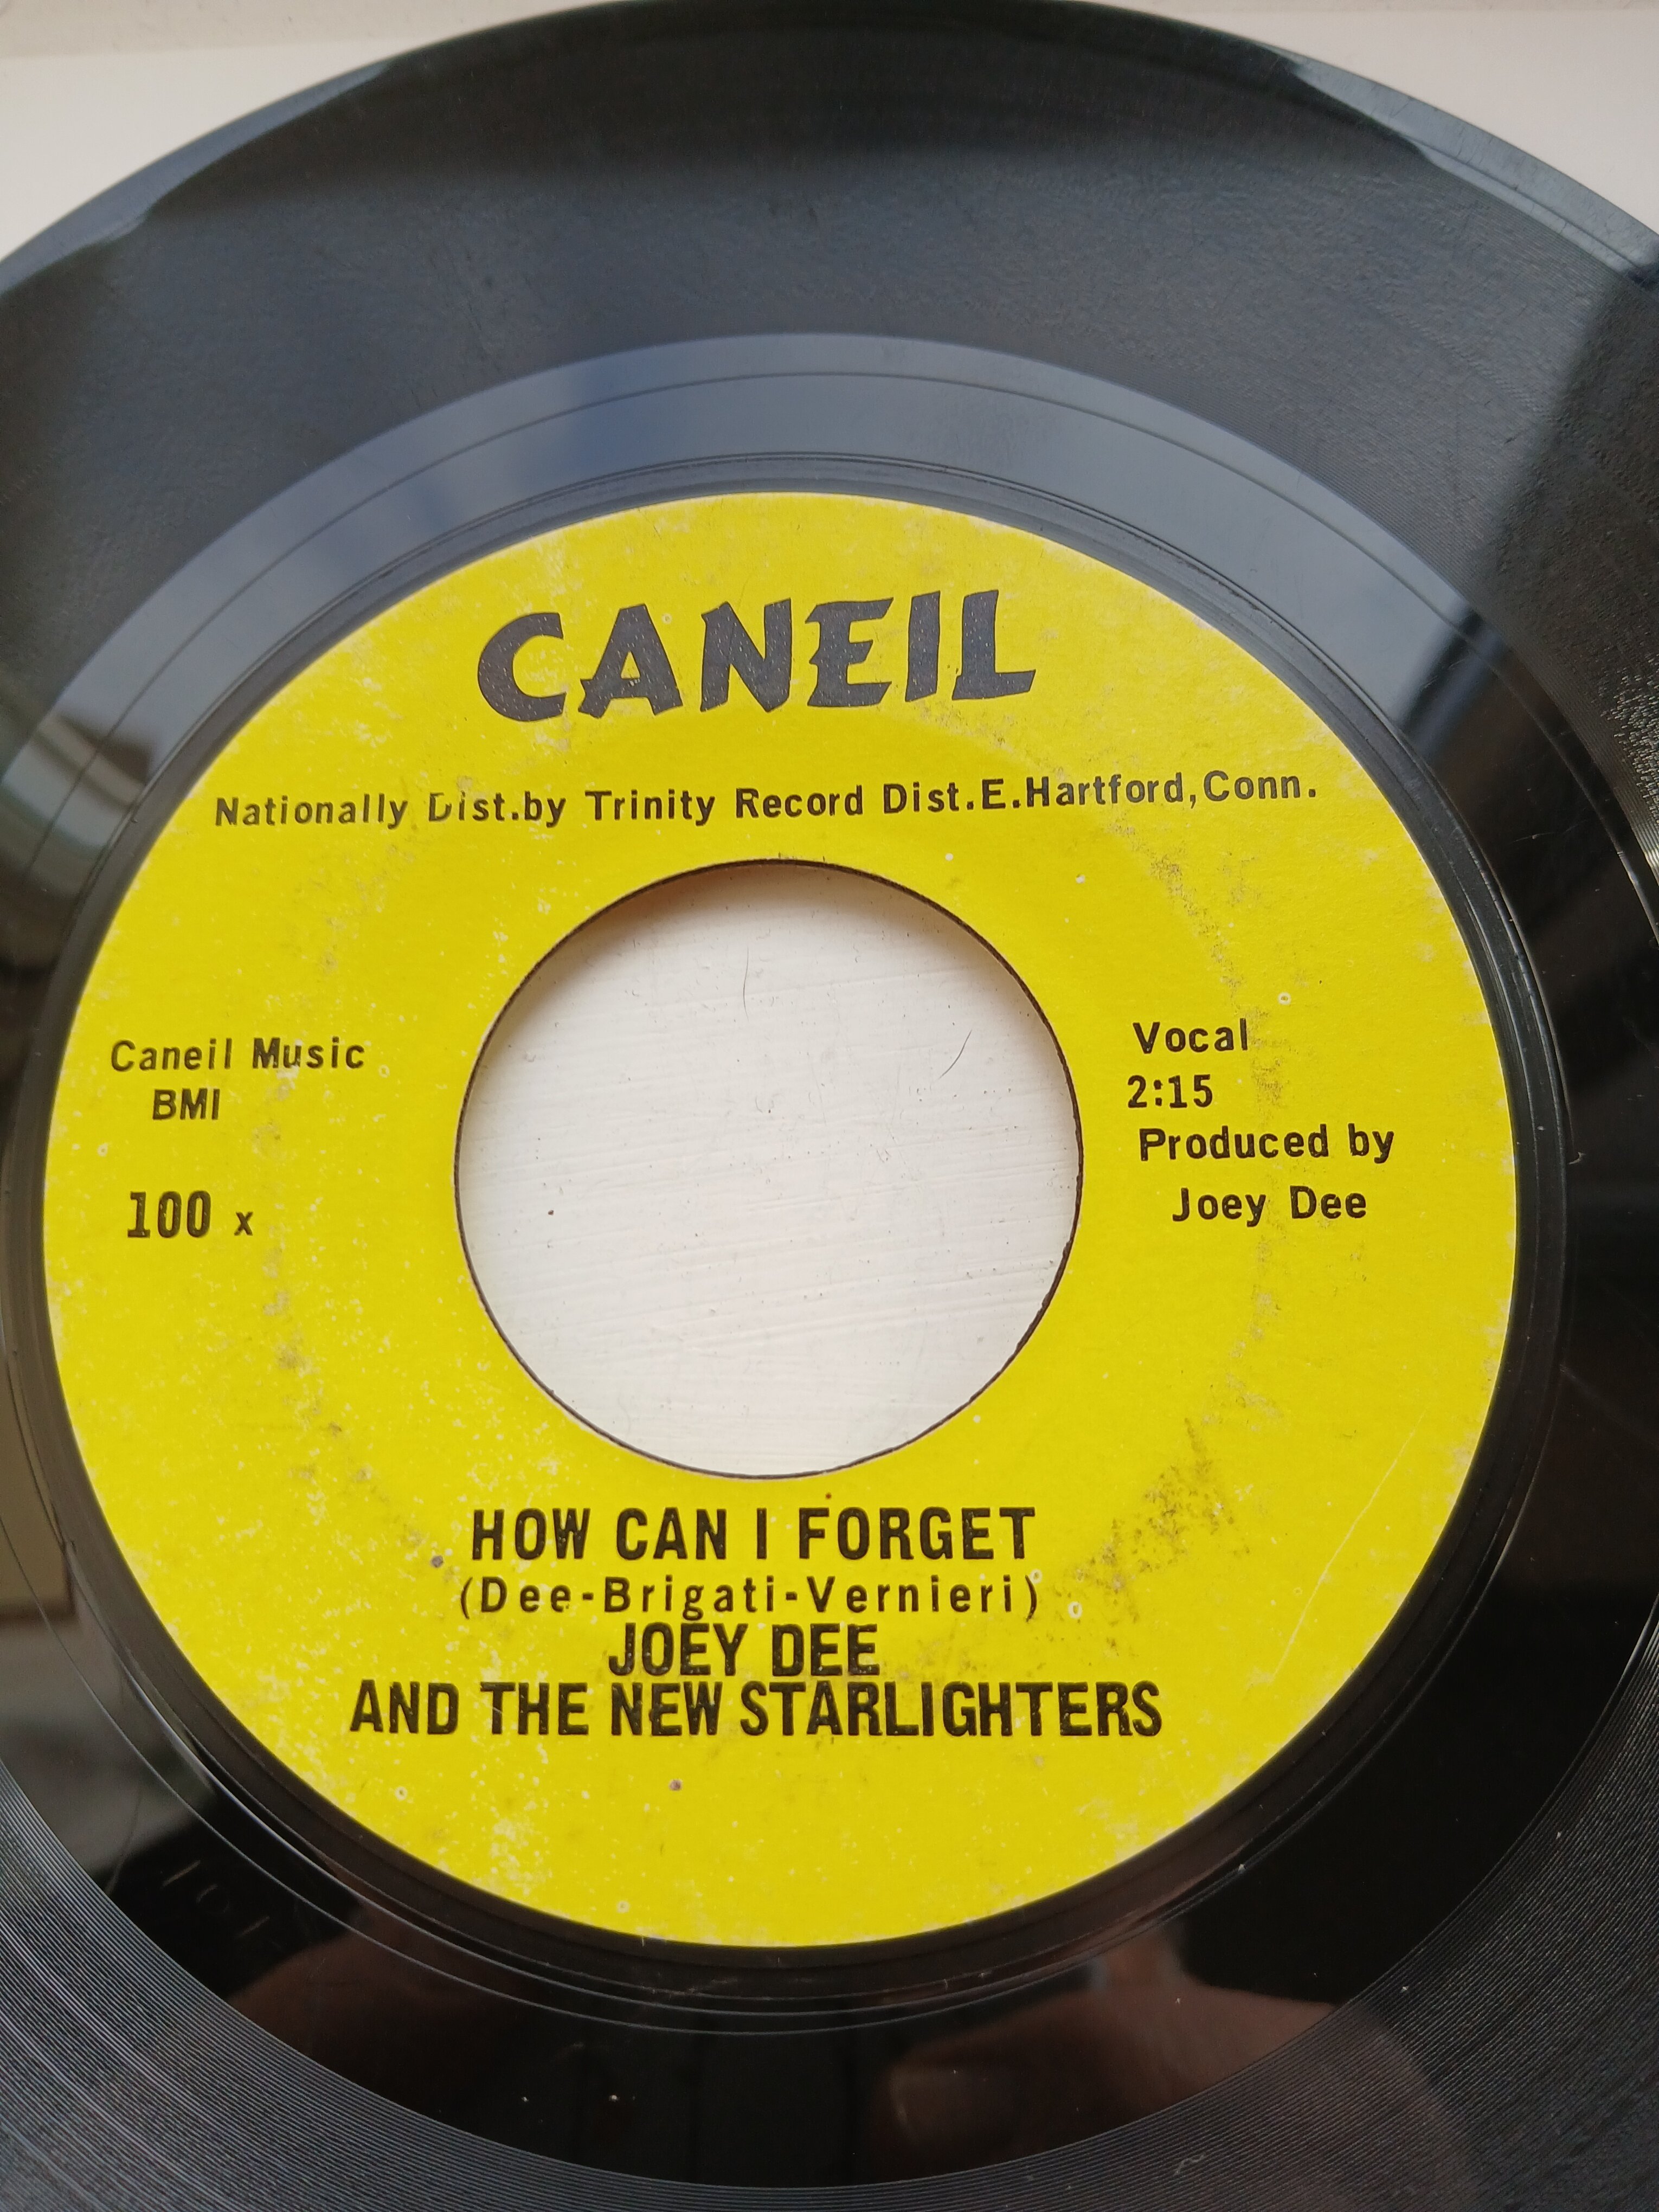 CANEIL
Nationally Dist.by Trinity Record Dist.E.Hartford,Conn.
Caneil Music
BMI
100 x
Vocal
2:15
Produced by
Joey Dee
HOW CAN I FORGET
(Dee-Brigati-Vernieri)
JOEY DEE
AND THE NEW STARLIGHTERS